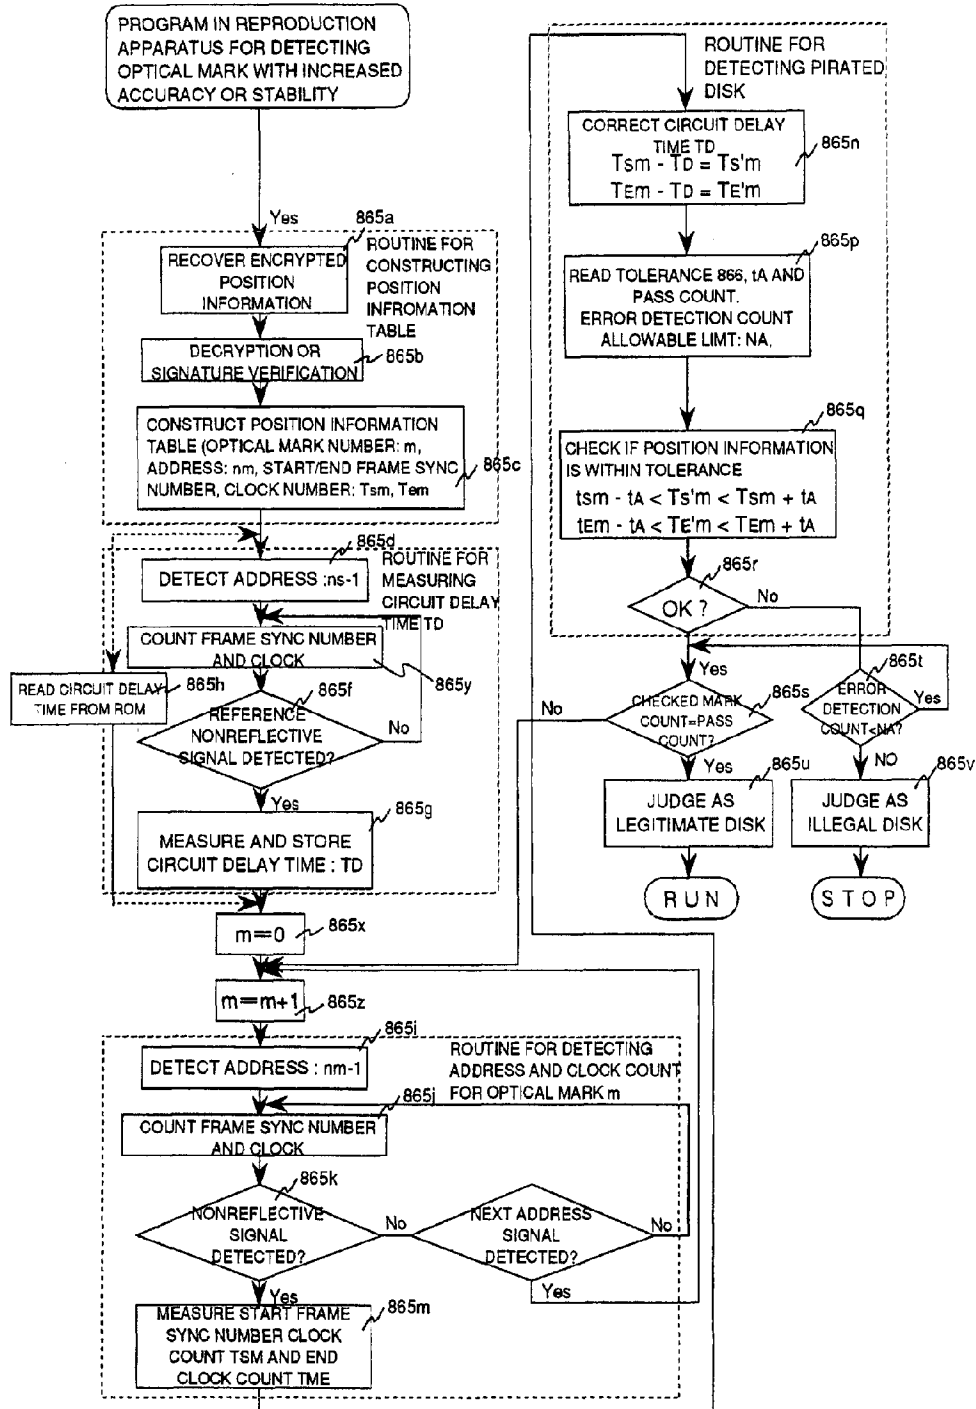 PROGRAM IN REPRODUCTION
APPARATUS FOR DETECTING
OPTICAL MARK WITH INCREASED
ACCURACY OR STABILITY
Yes
865a
ROUTINE FOR
CONSTRUCTING
POSITION
INFROMATION
TABLE
RECOVER ENCRYPTED
POSITION
INFORMATION
DECRYPTION OR
SIGNATURE VERIFICATION
865b
CONSTRUCT POSITION INFORMATION
TABLE (OPTICAL MARK NUMBER: m,
ADDRESS: nm, START/END FRAME SYNC
NUMBER, CLOCK NUMBER: Tsm, Tem
865c
865d
ROUTINE FOR
MEASURING
CIRCUIT DELAY
TIME TD
DETECT ADDRESS :ns-1
COUNT FRAME SYNC NUMBER
AND CLOCK
865y
READ CIRCUIT DELAY
TIME FROM ROM
865h
865f
REFERENCE
NONREFLECTIVE
SIGNAL DETECTED?
No
Yes
865g
MEASURE AND STORE
CIRCUIT DELAY TIME : TD
m=0
865x
m=m+1
865z
865i
DETECT ADDRESS : nm-1
ROUTINE FOR DETECTING
ADDRESS AND CLOCK COUNT
FOR OPTICAL MARK m
865j
COUNT FRAME SYNC NUMBER
AND CLOCK
865k
NONREFLECTIVE
SIGNAL
DETECTED?
No
NEXT ADDRESS
SIGNAL
DETECTED?
No
Yes
Yes
MEASURE START FRAME
SYNC NUMBER CLOCK
COUNT TSM AND END
CLOCK COUNT TME
865m
ROUTINE FOR
DETECTING PIRATED
DISK
CORRECT CIRCUIT DELAY
TIME TD
Tsm - TD = Ts'm
TEm - TD = TE'm
865n
865p
READ TOLERANCE 866, tA AND
PASS COUNT.
ERROR DETECTION COUNT
ALLOWABLE LIMT: NA,
865q
CHECK IF POSITION INFORMATION
IS WITHIN TOLERANCE
tsm - tA < Ts'm < Tsm + tA
tEm - tA < TE'm < TEm + tA
865r
OK ?
No
Yes
CHECKED MARK
COUNT=PASS
COUNT?
865s
No
Yes
865t
ERROR
DETECTION
COUNT<NA?
Yes
NO
865u
JUDGE AS
LEGITIMATE DISK
865v
JUDGE AS
ILLEGAL DISK
RUN
STOP